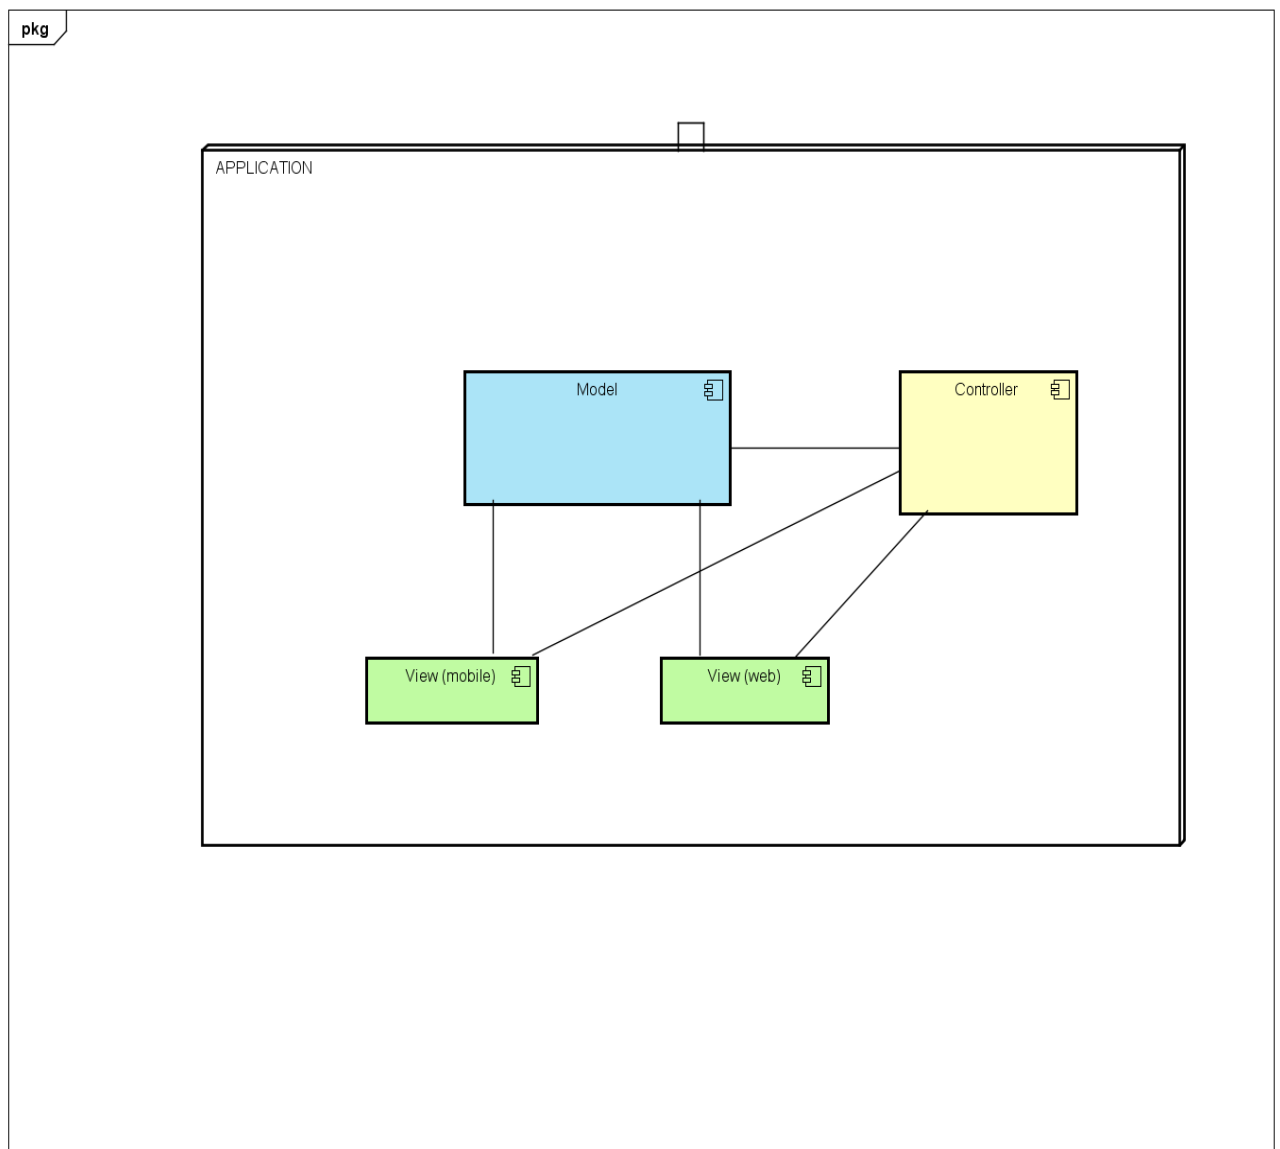 pkg
APPLICATION
Model
Controller
View (mobile)
View (web)